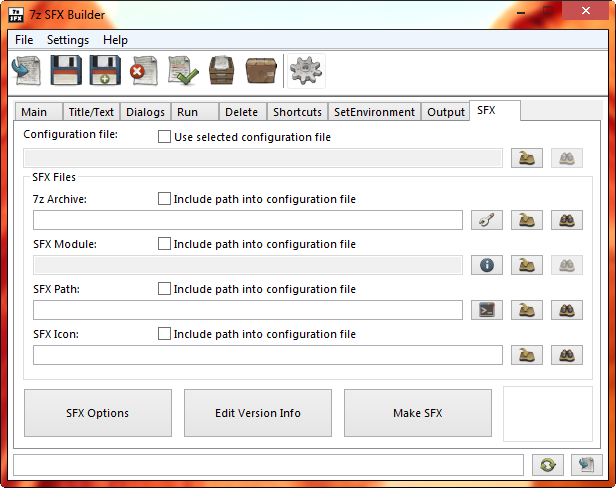 7z SFX 7z SFX Builder
File Settings Help
Main Title/Text Dialogs Run Delete Shortcuts SetEnvironment Output SFX
Configuration file: Use selected configuration file
SFX Files
7z Archive: Include path into configuration file
SFX Module: Include path into configuration file
SFX Path: Include path into configuration file
SFX Icon: Include path into configuration file
SFX Options Edit Version Info Make SFX